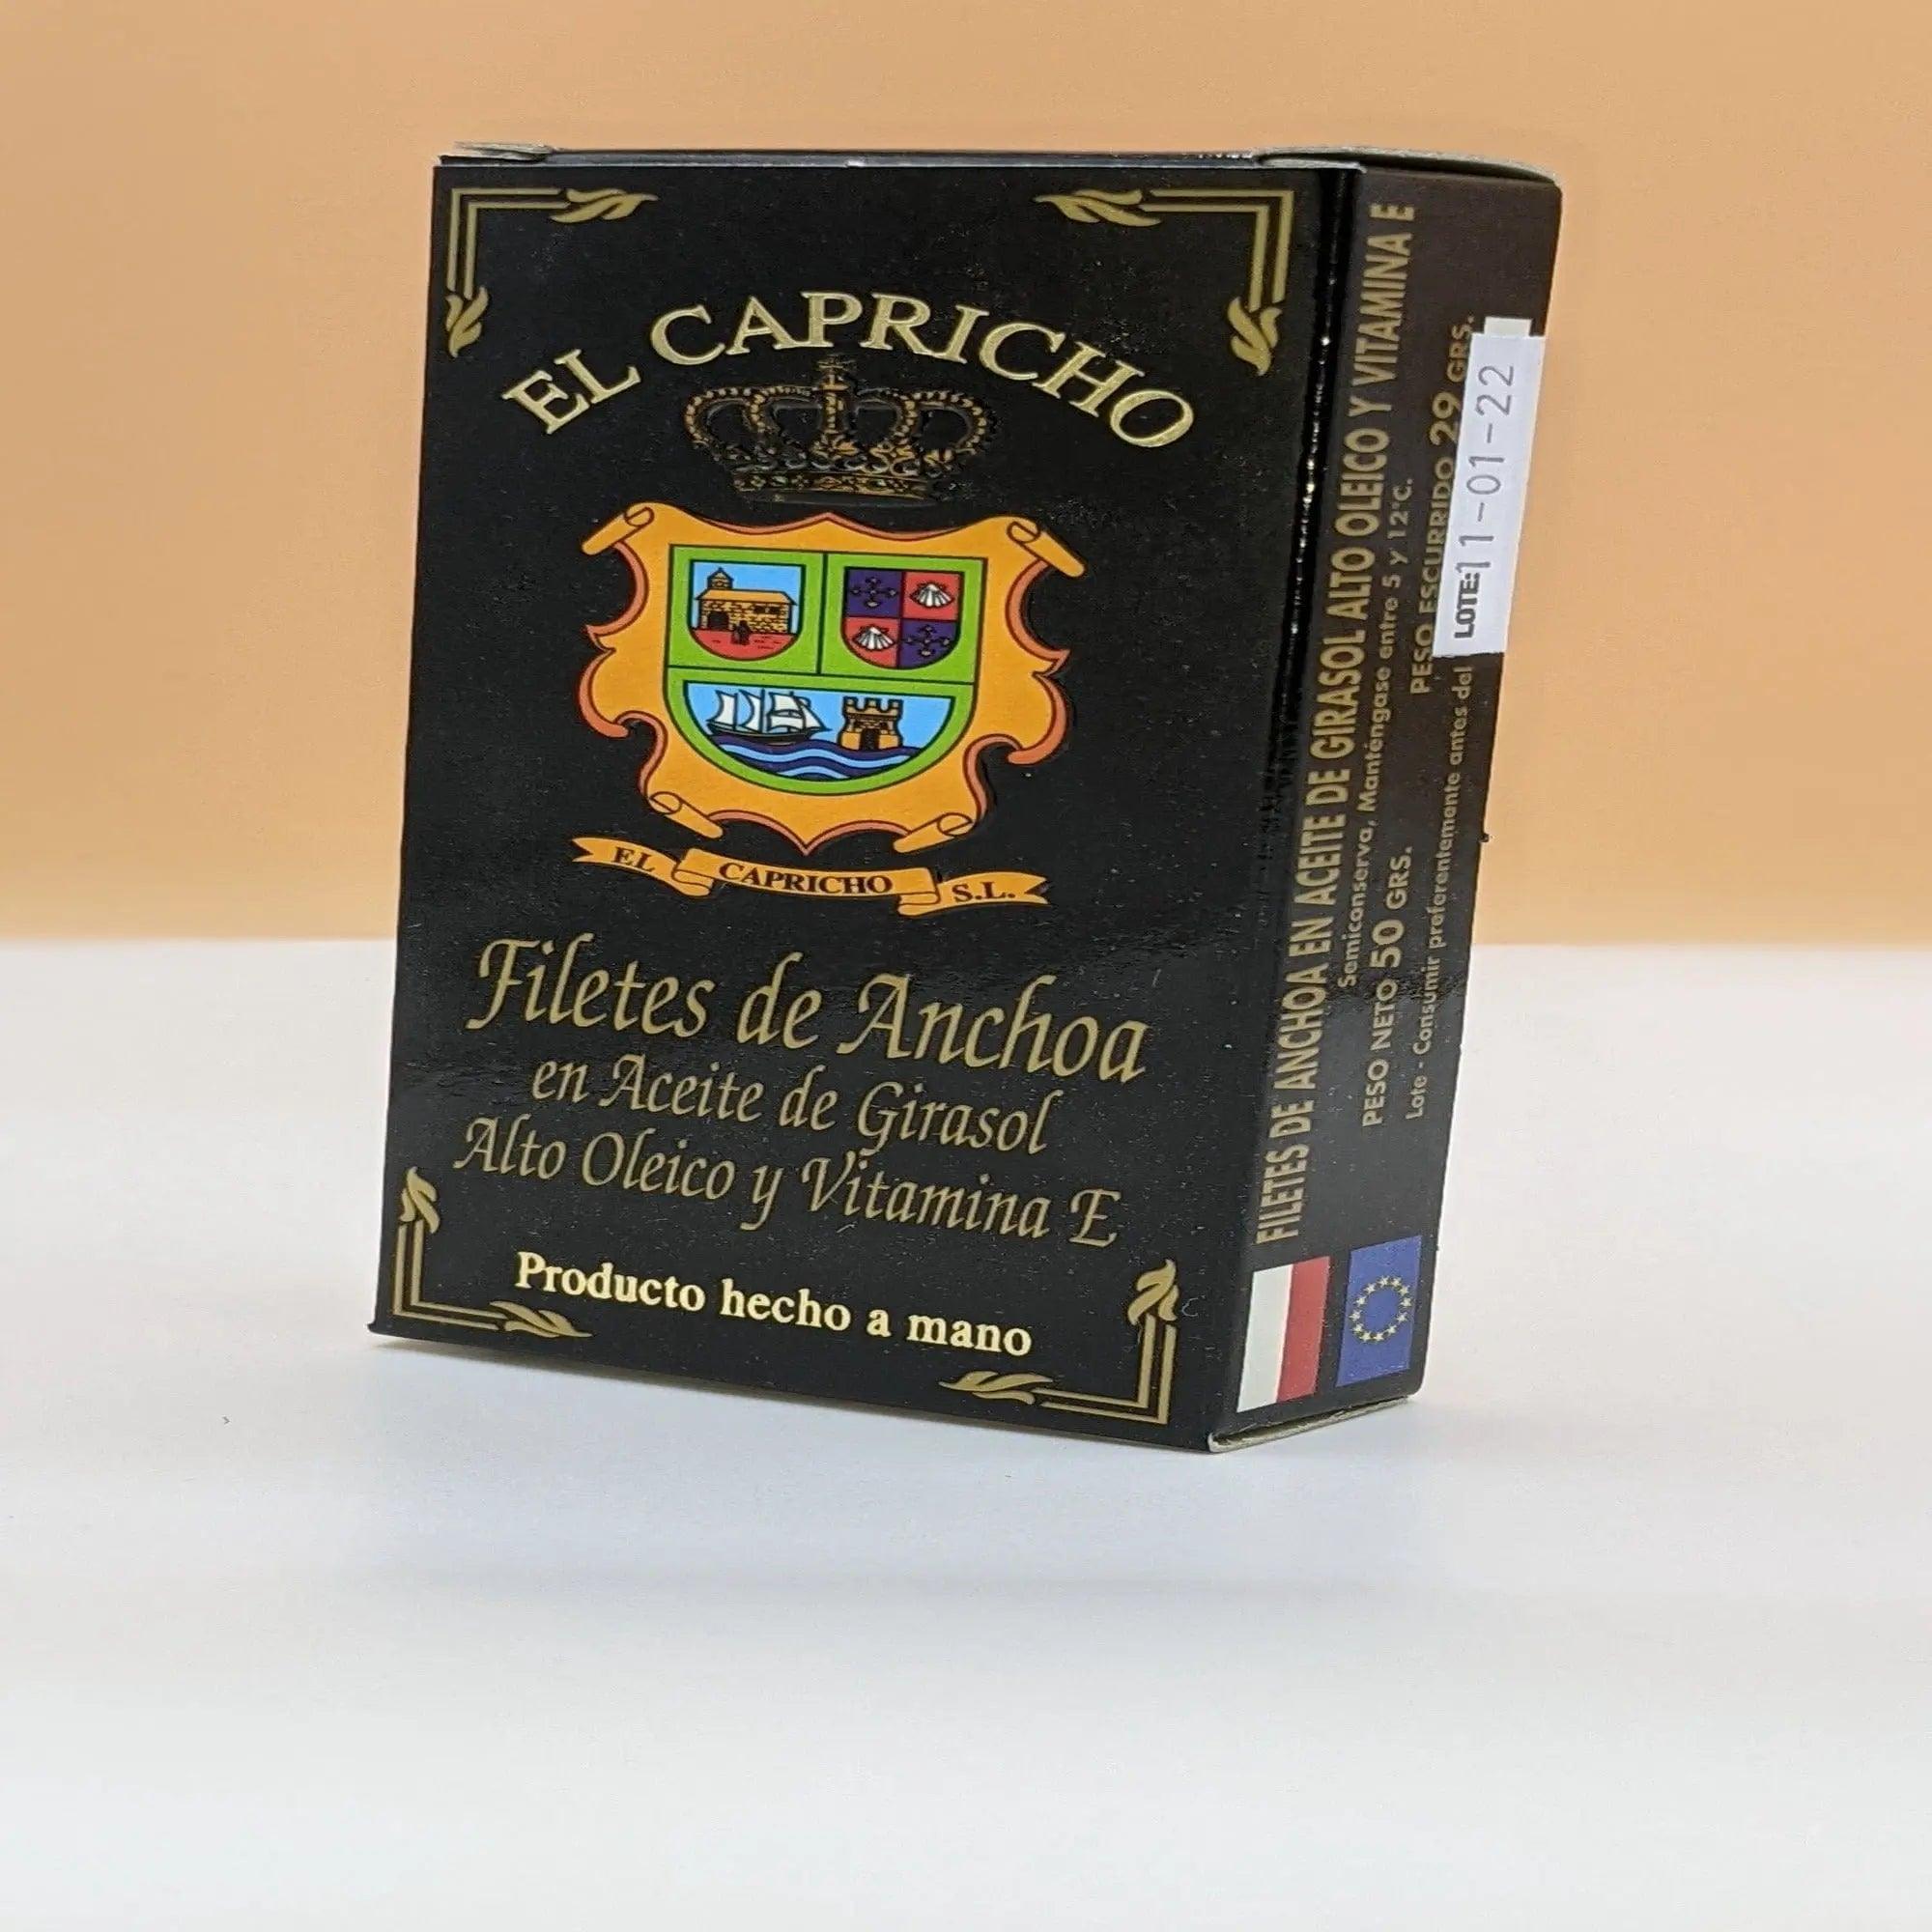 EL CAPRICHO
EL CAPRICHO S.L.
Filetes de Anchoa
en Aceite de Girasol
Alto Oleico y Vitamina E
Producto hecho a mano
FILETES DE ANCHOA EN ACEITE DE GIRASOL ALTO OLEICO Y VITAMINA E
Semiconserva, Manténgase entre 5 y 12°C.
PESO NETO 50 GRS. PESO ESCURRIDO 29 GRS.
Lote - Consumir preferentemente antes del
LOTE: 11-01-22